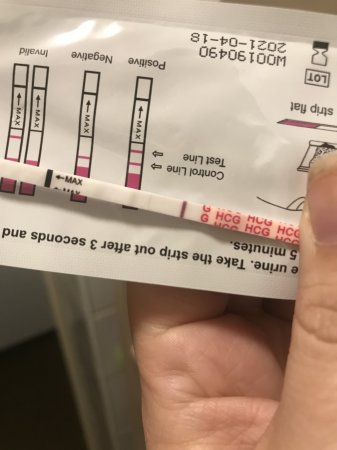 e urine. Take the strip out after 3 seconds and
5 minutes.
HCG HCG
HCG HCG
MAX
Control Line
Test Line
MAX
MAX
MAX
MAX
strip flat
Positive
Negative
Invalid
LOT
W00190490
2021-04-18